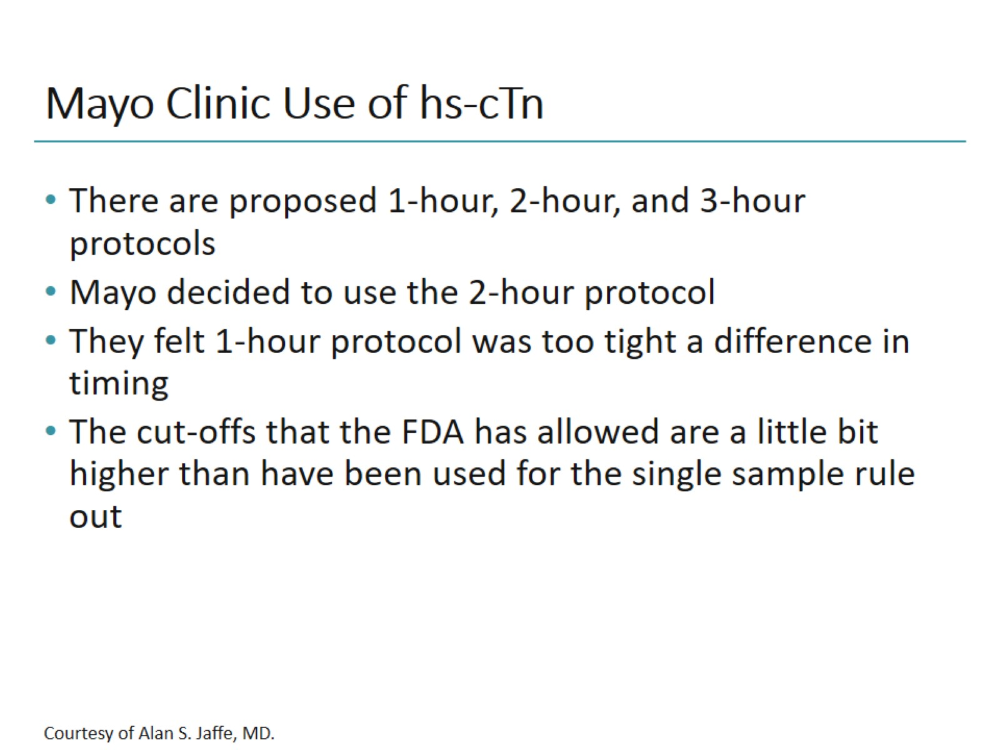 Mayo Clinic Use of hs-cTn
• There are proposed 1-hour, 2-hour, and 3-hour
protocols
• Mayo decided to use the 2-hour protocol
• They felt 1-hour protocol was too tight a difference in
timing
• The cut-offs that the FDA has allowed are a little bit
higher than have been used for the single sample rule
out
Courtesy of Alan S. Jaffe, MD.